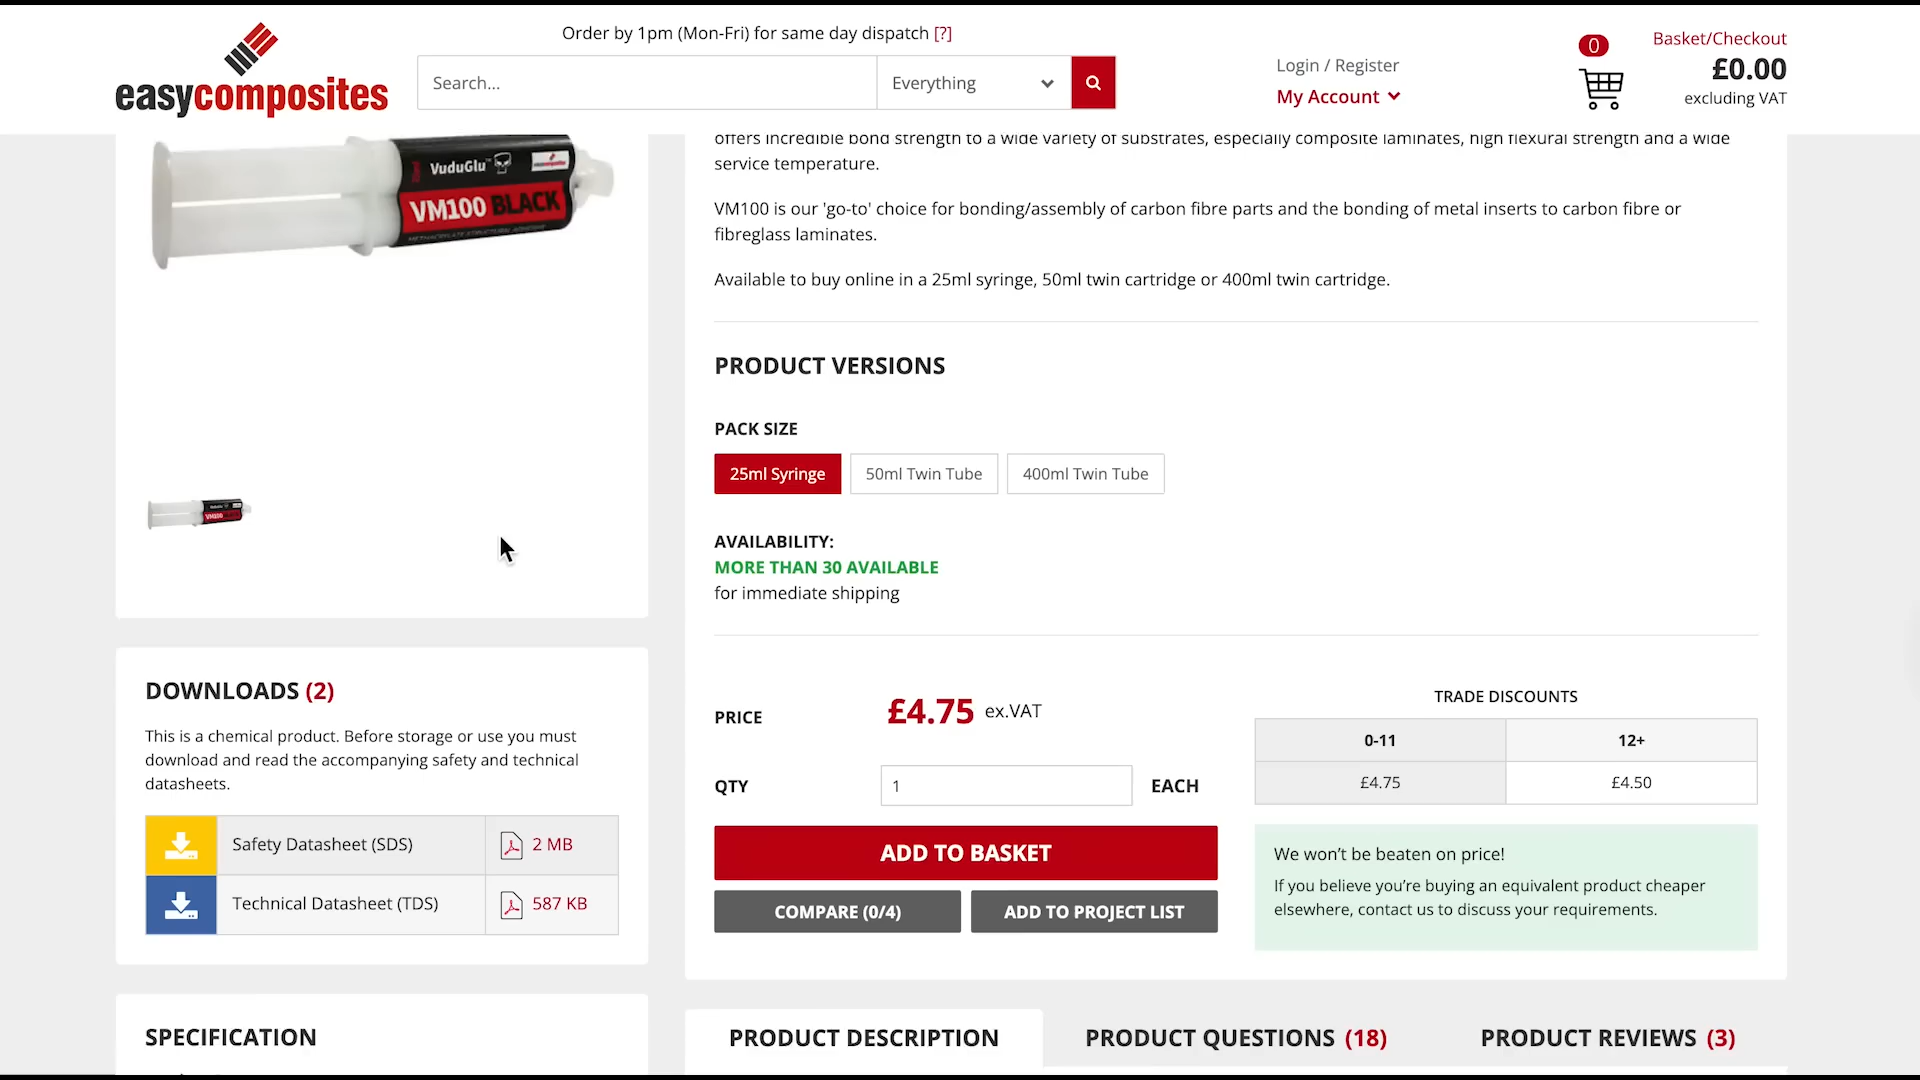 easycomposites
Order by 1pm (Mon-Fri) for same day dispatch [?]
Search...
Everything
Login / Register
My Account
0
Basket/Checkout
£0.00
excluding VAT
VuduGlu™
VM100 BLACK
METHACRYLATE STRUCTURAL ADHESIVE
offers incredible bond strength to a wide variety of substrates, especially composite laminates, high flexural strength and a wide
service temperature.
VM100 is our 'go-to' choice for bonding/assembly of carbon fibre parts and the bonding of metal inserts to carbon fibre or
fibreglass laminates.
Available to buy online in a 25ml syringe, 50ml twin cartridge or 400ml twin cartridge.
PRODUCT VERSIONS
PACK SIZE
25ml Syringe
50ml Twin Tube
400ml Twin Tube
AVAILABILITY:
MORE THAN 30 AVAILABLE
for immediate shipping
PRICE
£4.75 ex.VAT
QTY
1
EACH
ADD TO BASKET
COMPARE (0/4)
ADD TO PROJECT LIST
TRADE DISCOUNTS
0-11
12+
£4.75
£4.50
We won't be beaten on price!
If you believe you're buying an equivalent product cheaper
elsewhere, contact us to discuss your requirements.
DOWNLOADS (2)
This is a chemical product. Before storage or use you must
download and read the accompanying safety and technical
datasheets.
Safety Datasheet (SDS)
2 MB
Technical Datasheet (TDS)
587 KB
SPECIFICATION
PRODUCT DESCRIPTION
PRODUCT QUESTIONS (18)
PRODUCT REVIEWS (3)